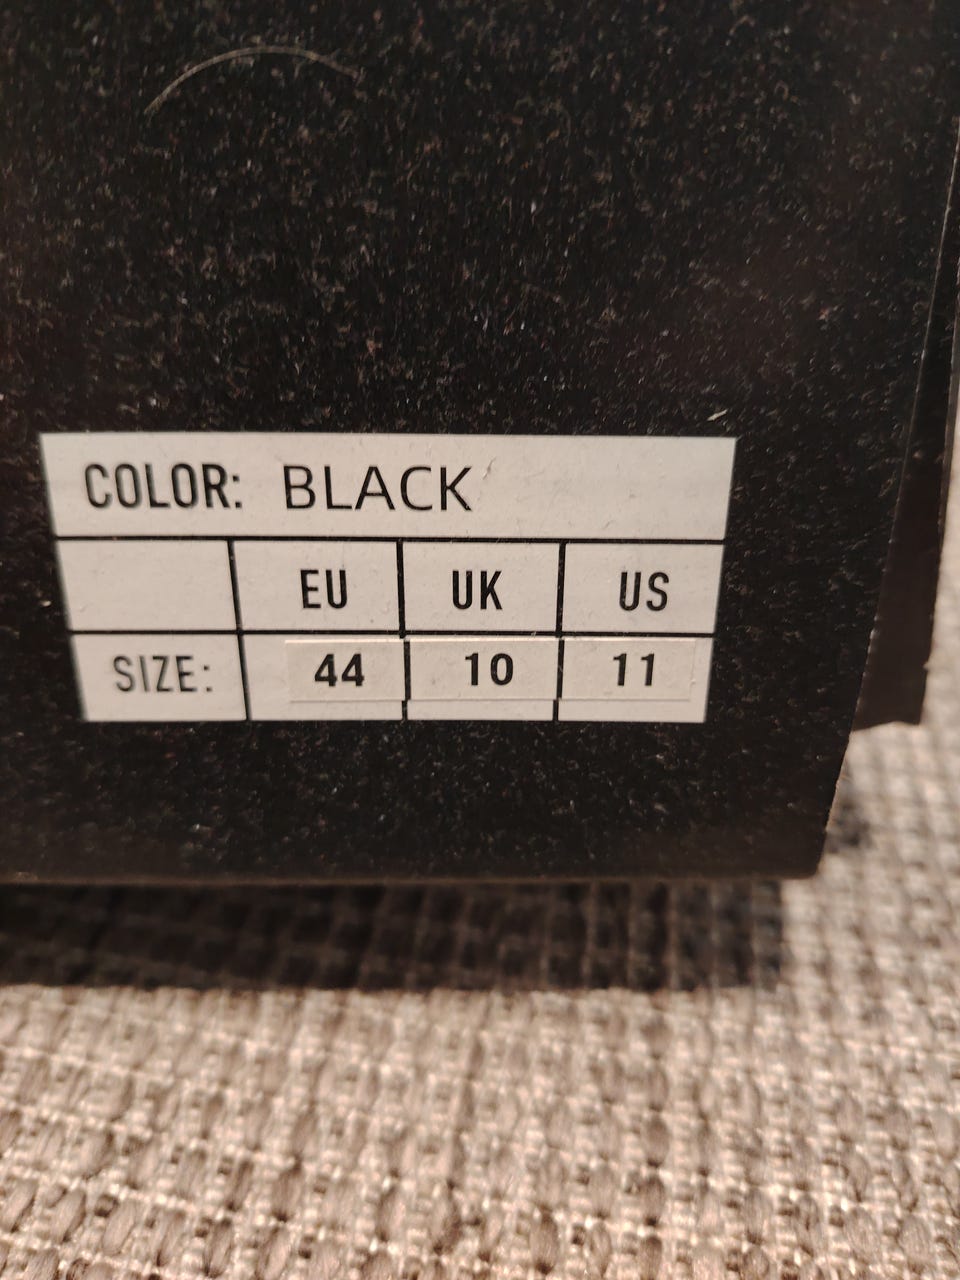 COLOR: BLACK
EU UK US
SIZE: 44 10 11